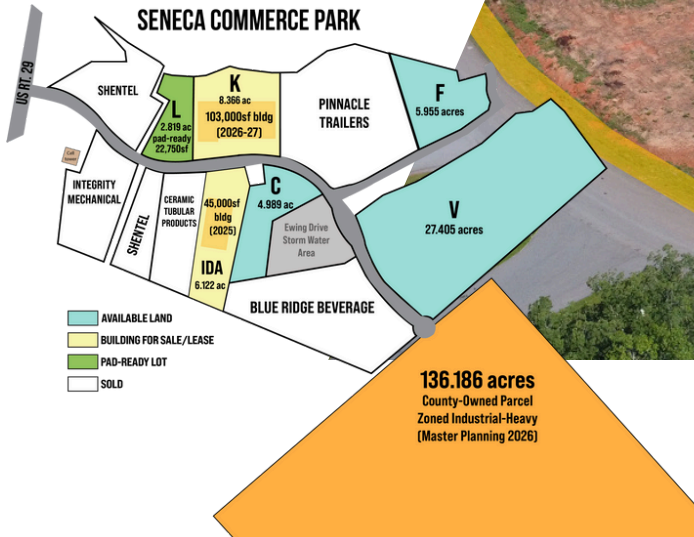 SENECA COMMERCE PARK
US RT. 29
SHENTEL
L
2.819 ac
pad-ready
22,750sf
K
8.366 ac
103,000sf bldg
(2026-27)
PINNACLE
TRAILERS
F
5.955 acres
Cell
tower
INTEGRITY
MECHANICAL
SHENTEL
CERAMIC
TUBULAR
PRODUCTS
45,000sf
bldg
(2025)
IDA
6.122 ac
C
4.989 ac
Ewing Drive
Storm Water
Area
V
27.405 acres
BLUE RIDGE BEVERAGE
AVAILABLE LAND
BUILDING FOR SALE/LEASE
PAD-READY LOT
SOLD
136.186 acres
County-Owned Parcel
Zoned Industrial-Heavy
(Master Planning 2026)